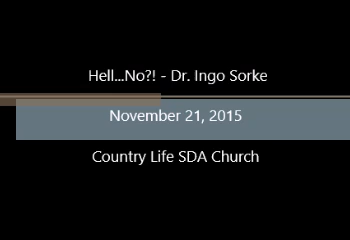 Hell...No?! - Dr. Ingo Sorke
November 21, 2015
Country Life SDA Church